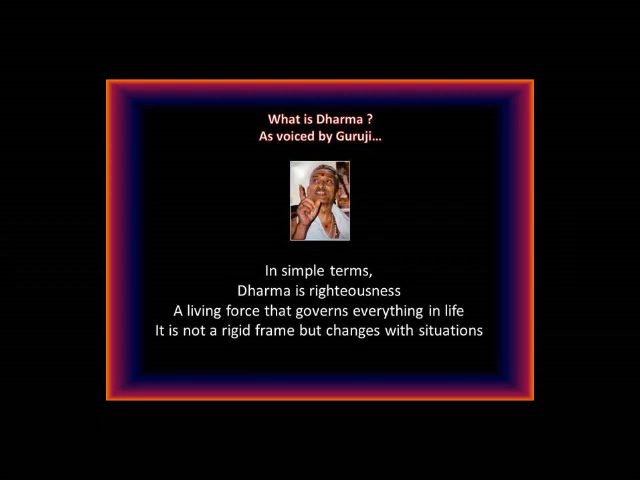 What is Dharma ?
As voiced by Guruji...
In simple terms,
Dharma is righteousness
A living force that governs everything in life
It is not a rigid frame but changes with situations